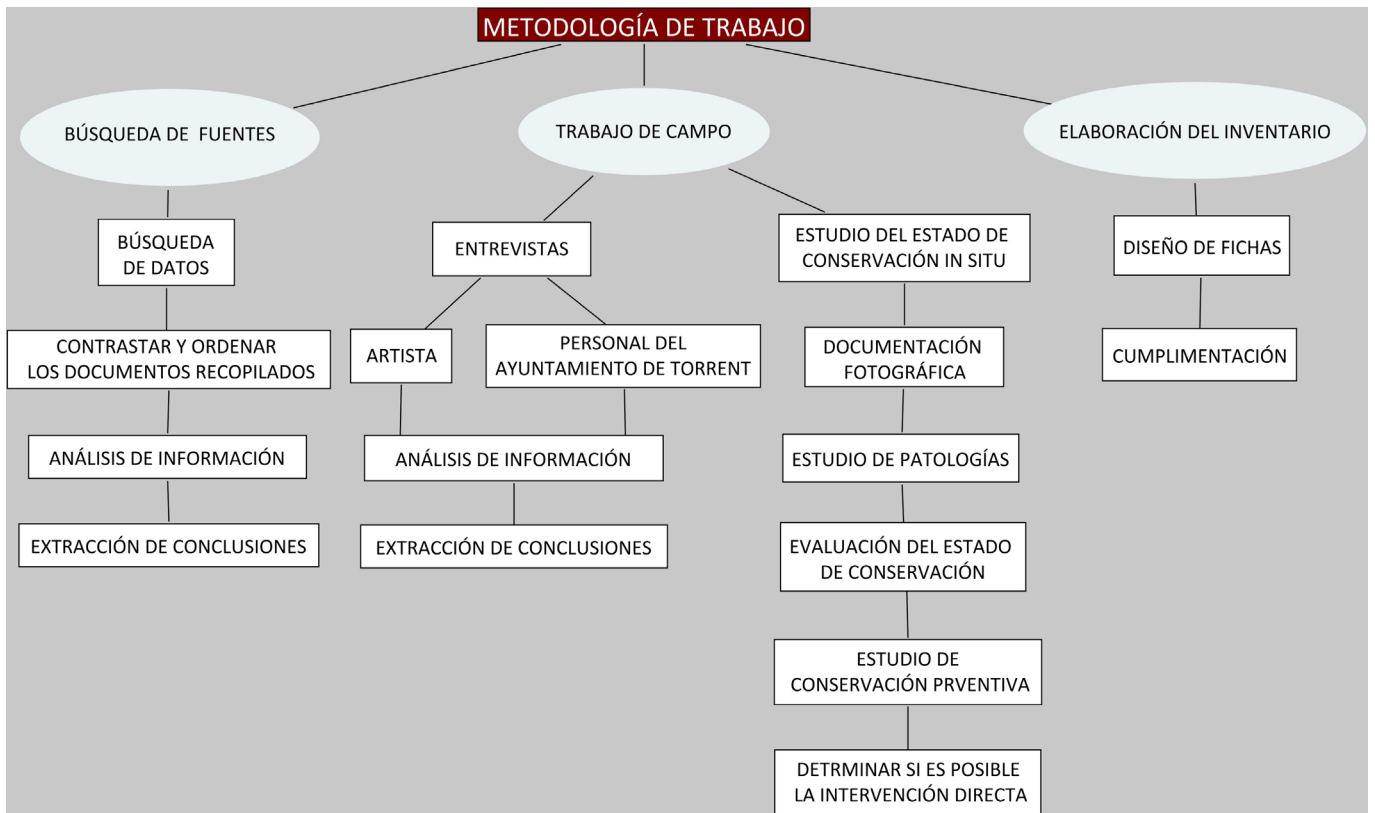 METODOLOGÍA DE TRABAJO
BÚSQUEDA DE FUENTES
TRABAJO DE CAMPO
ELABORACIÓN DEL INVENTARIO
BÚSQUEDA
DE DATOS
CONTRASTAR Y ORDENAR
LOS DOCUMENTOS RECOPILADOS
ANÁLISIS DE INFORMACIÓN
EXTRACCIÓN DE CONCLUSIONES
ENTREVISTAS
ARTISTA
PERSONAL DEL
AYUNTAMIENTO DE TORRENT
ANÁLISIS DE INFORMACIÓN
EXTRACCIÓN DE CONCLUSIONES
ESTUDIO DEL ESTADO DE
CONSERVACIÓN IN SITU
DOCUMENTACIÓN
FOTOGRÁFICA
ESTUDIO DE PATOLOGÍAS
EVALUACIÓN DEL ESTADO
DE CONSERVACIÓN
ESTUDIO DE
CONSERVACIÓN PRVENTIVA
DETRMINAR SI ES POSIBLE
LA INTERVENCIÓN DIRECTA
DISEÑO DE FICHAS
CUMPLIMENTACIÓN